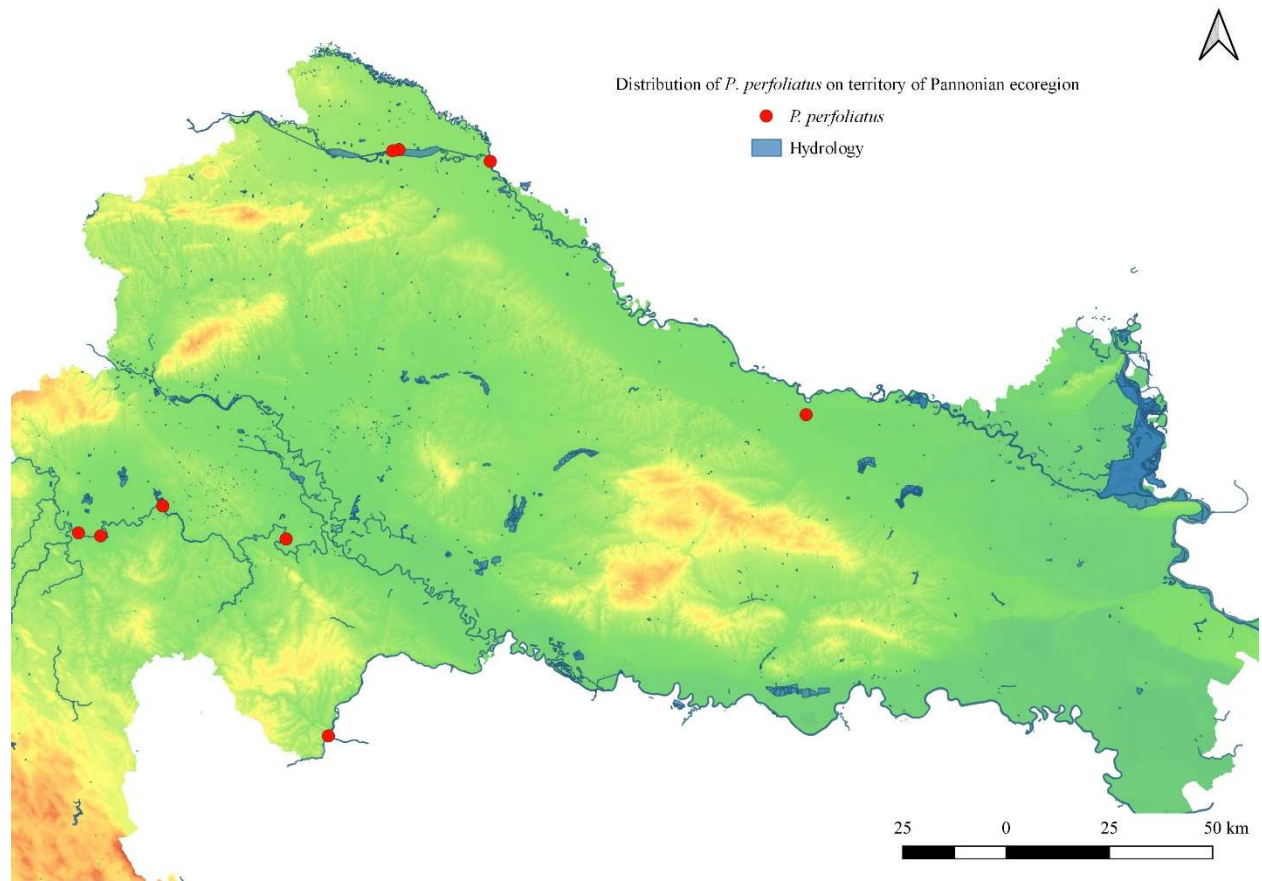 Distribution of P. perfoliatus on territory of Pannonian ecoregion
P. perfoliatus
Hydrology
25 0 25 50 km